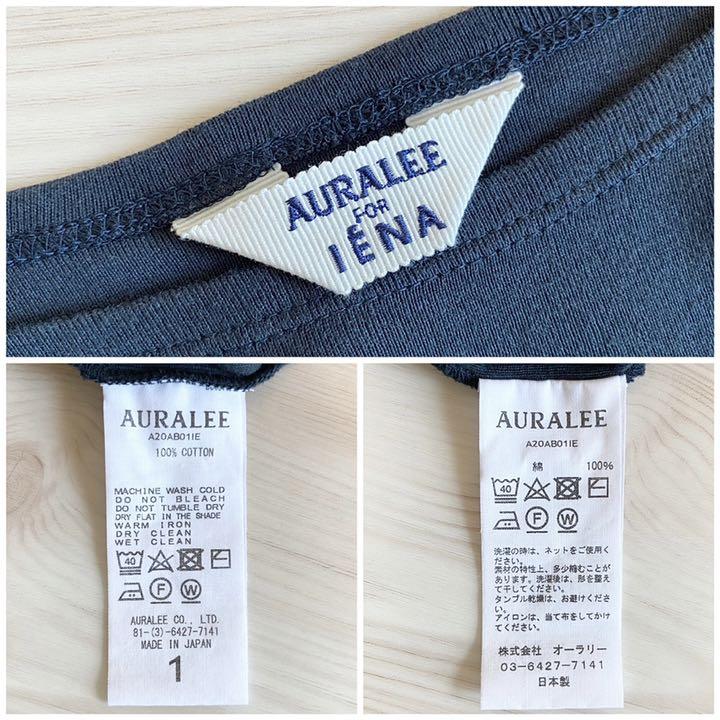 AURALEE
FOR
IENA
AURALEE
A20AB01IE
100% COTTON
MACHINE WASH COLD
DO NOT BLEACH
DO NOT TUMBLE DRY
DRY FLAT IN THE SHADE
WARM IRON
DRY CLEAN
WET CLEAN
40
F W
AURALEE CO., LTD.
81-(3)-6427-7141
MADE IN JAPAN
1
AURALEE
A20AB01IE
綿 100%
40
F W
洗濯の時は、ネットをご使用く
ださい。
素材の特性上、多少縮むことが
あります。洗濯後は、形を整え
て干してください。
タンブル乾燥は、お避けくださ
い。
アイロンは、当て布をしてかけ
てください。
株式会社 オーラリー
03-6427-7141
日本製